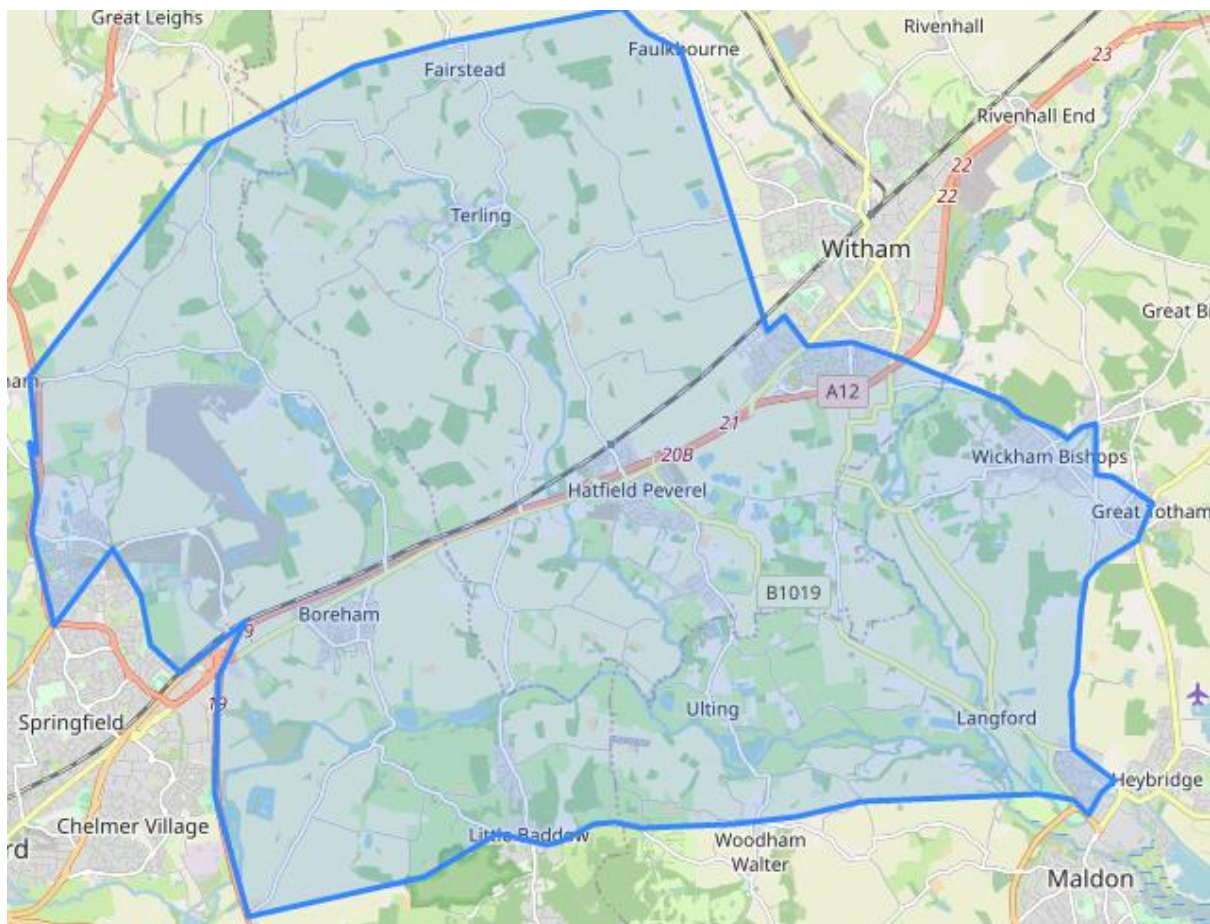 Great Leighs
Faulkbourne
Rivenhall
23
Fairstead
Rivenhall End
22
22
Terling
Witham
Great B
am
A12
21
20B
Wickham Bishops
Hatfield Peverel
Great Totham
B1019
Boreham
9
19
Springfield
Ulting
Langford
Heybridge
Chelmer Village
Little Baddow
Woodham
Walter
rd
Maldon